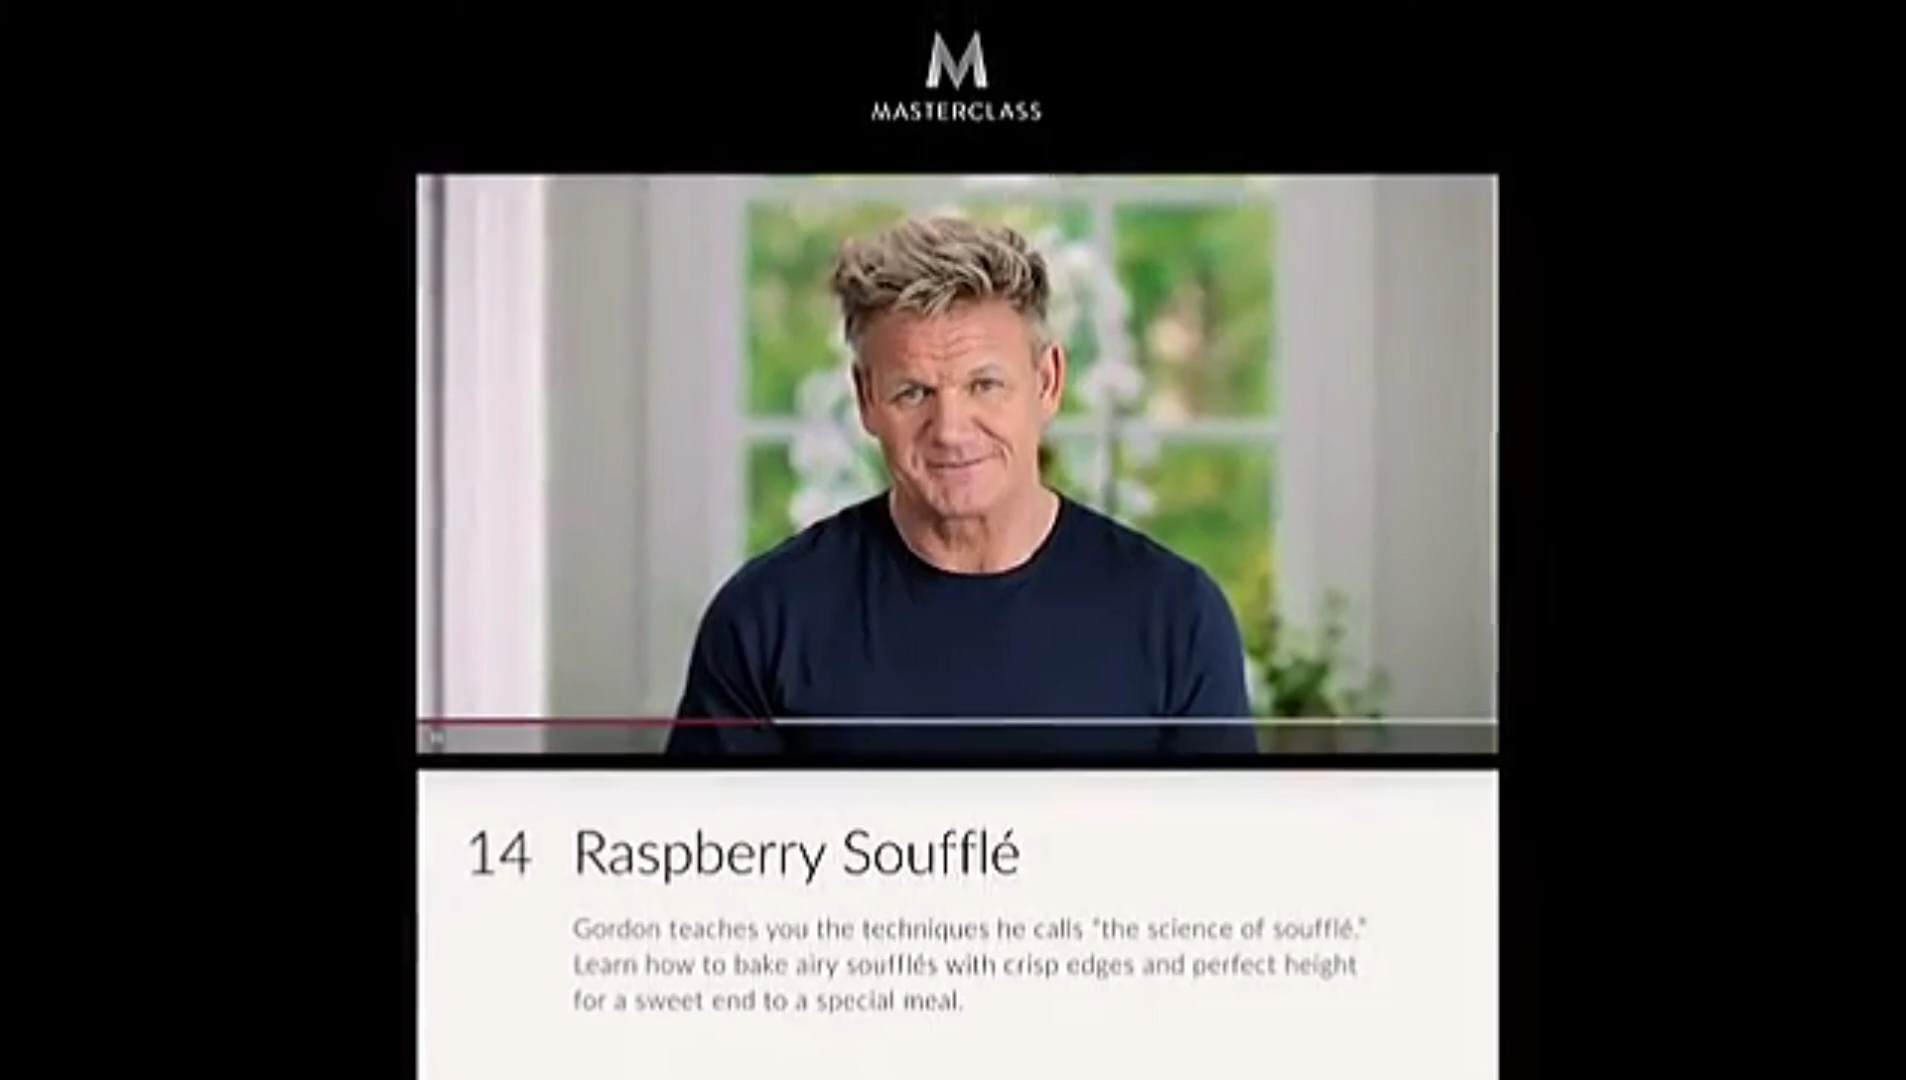 M
MASTERCLASS
14 Raspberry Soufflé
Gordon teaches you the techniques he calls "the science of soufflé."
Learn how to bake airy soufflés with crisp edges and perfect height
for a sweet end to a special meal.